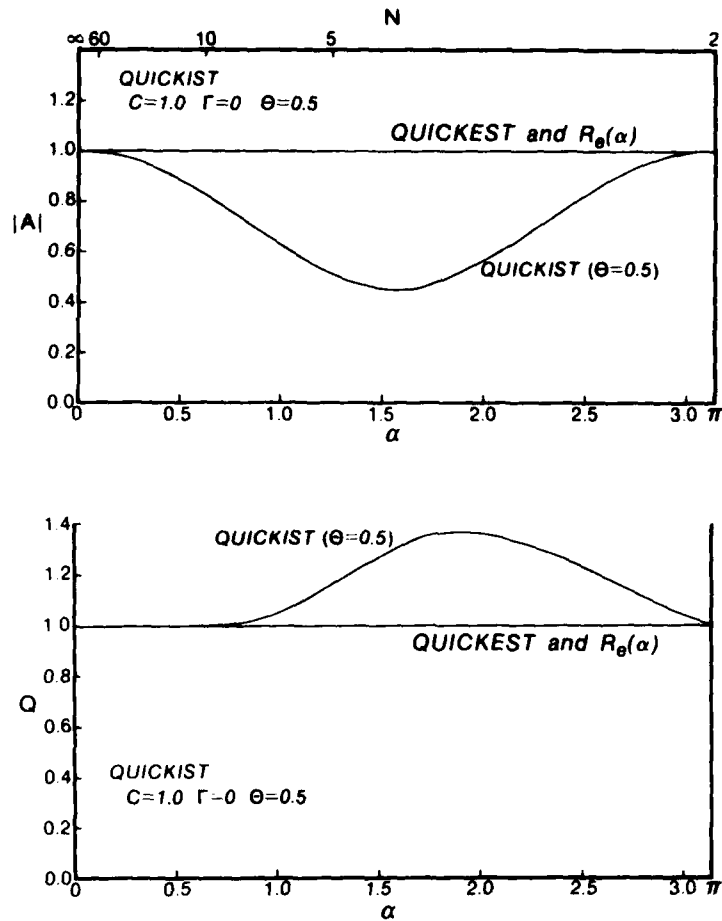 N
∞ 60 10 5 2
QUICKIST
C=1.0 Γ=0 Θ=0.5
1.2
QUICKEST and Re(α)
1.0
0.8
|A|
0.6
QUICKIST (Θ=0.5)
0.4
0.2
0.0
0 0.5 1.0 1.5 2.0 2.5 3.0 π
α
1.4
QUICKIST (Θ=0.5)
1.2
1.0
QUICKEST and Re(α)
0.8
Q
0.6
0.4
QUICKIST
C=1.0 Γ-0 Θ=0.5
0.2
0.0
0 0.5 1.0 1.5 2.0 2.5 3.0 π
α